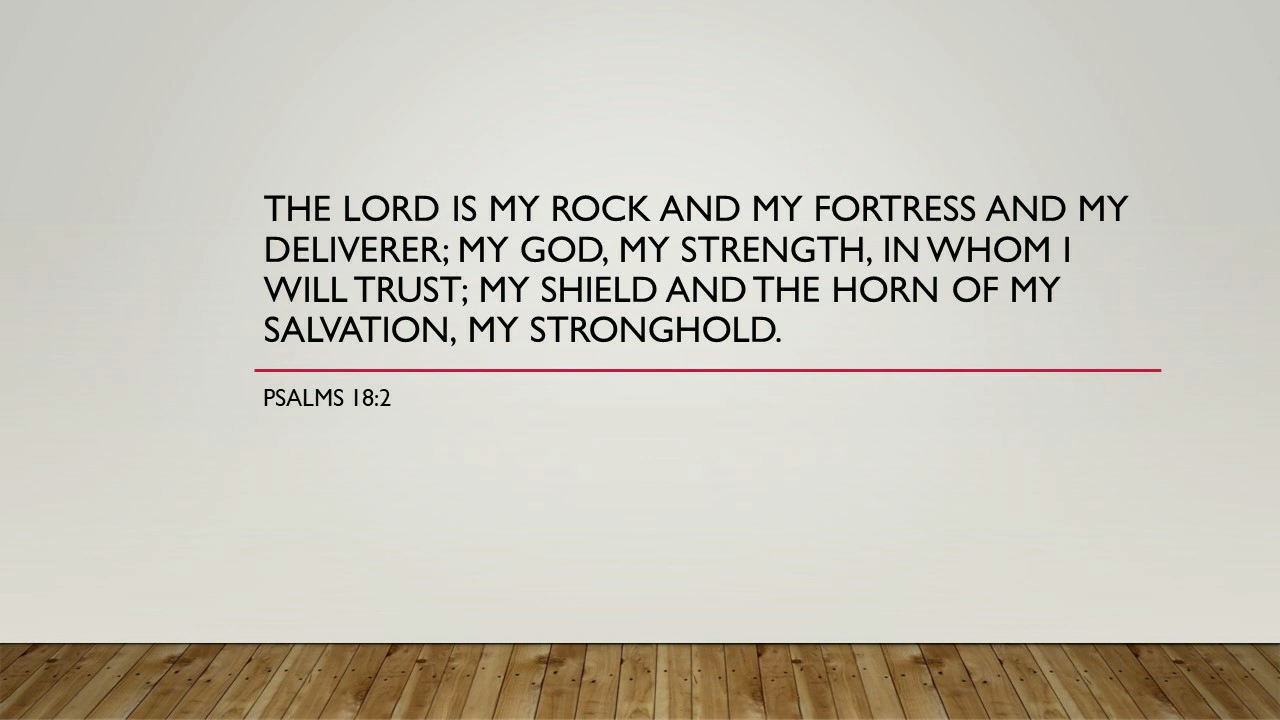 THE LORD IS MY ROCK AND MY FORTRESS AND MY
DELIVERER; MY GOD, MY STRENGTH, IN WHOM I
WILL TRUST; MY SHIELD AND THE HORN OF MY
SALVATION, MY STRONGHOLD.
PSALMS 18:2